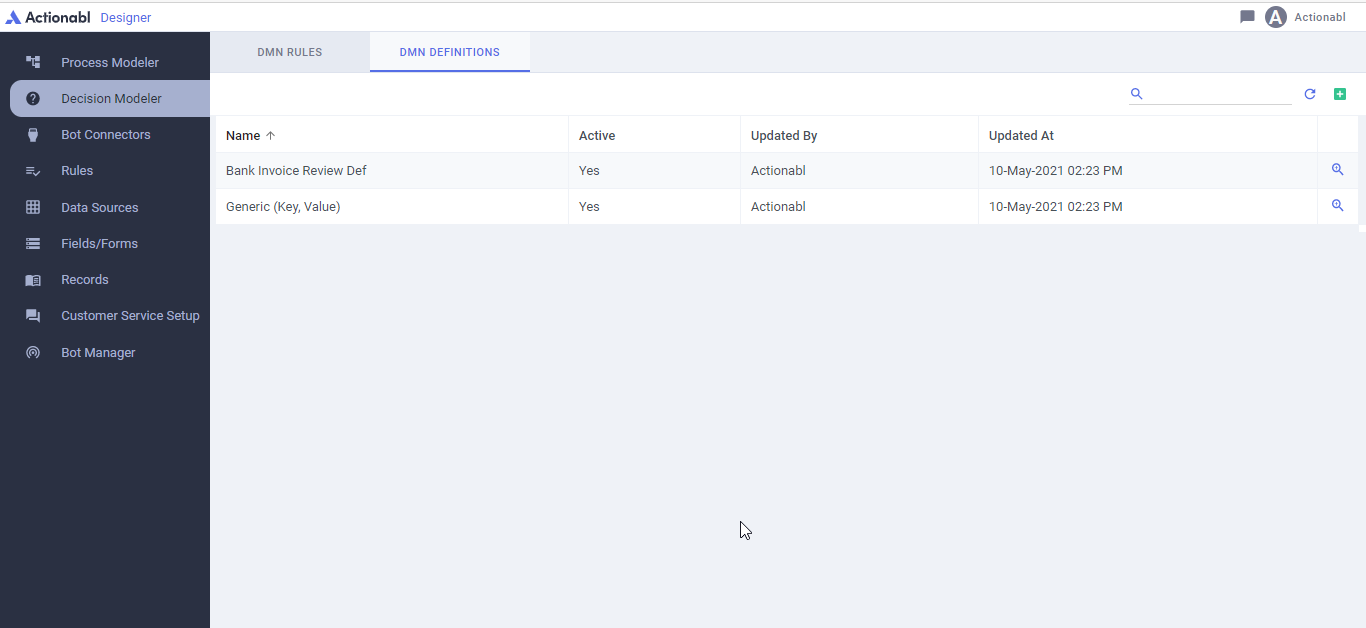 Actionabl Designer
Actionabl
Process Modeler
Decision Modeler
Bot Connectors
Rules
Data Sources
Fields/Forms
Records
Customer Service Setup
Bot Manager
DMN RULES
DMN DEFINITIONS
Name Active Updated By Updated At
Bank Invoice Review Def Yes Actionabl 10-May-2021 02:23 PM
Generic (Key, Value) Yes Actionabl 10-May-2021 02:23 PM